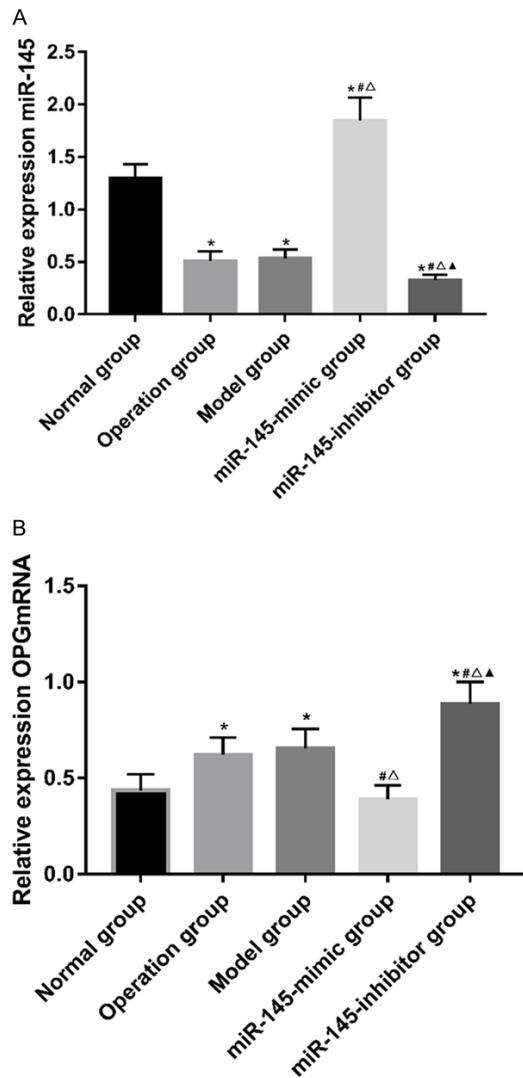 A
Relative expression miR-145
2.5
2.0
1.5
1.0
0.5
0.0
*
*
*#△
*#△▲
Normal group
Operation group
Model group
miR-145-mimic group
miR-145-inhibitor group
B
Relative expression OPGmRNA
1.5
1.0
0.5
0.0
*
*
#△
*#△▲
Normal group
Operation group
Model group
miR-145-mimic group
miR-145-inhibitor group